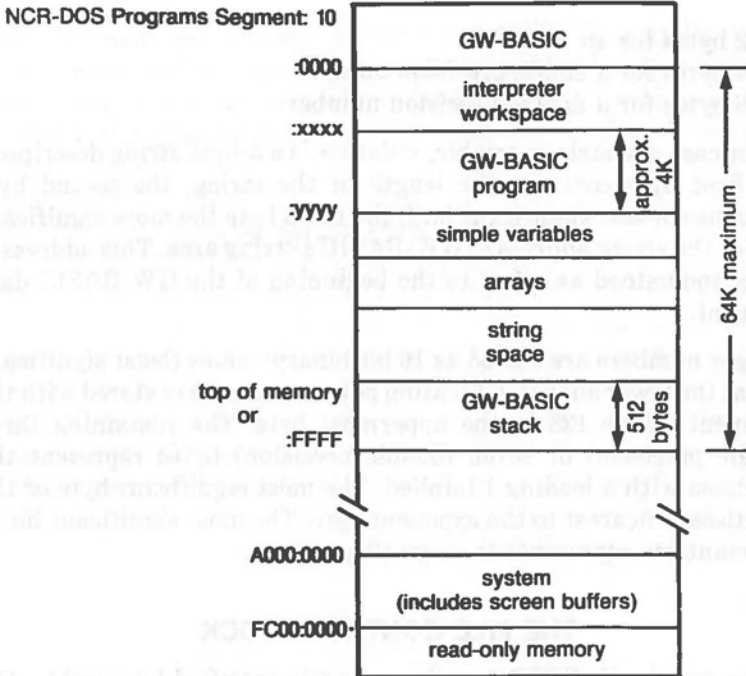 NCR-DOS Programs Segment: 10
GW-BASIC
:0000
interpreter
workspace
:xxxx
GW-BASIC
program
approx.
4K
:yyyy
simple variables
arrays
64K maximum
string
space
top of memory
or
:FFFF
GW-BASIC
stack
512
bytes
A000:0000
system
(includes screen buffers)
FC00:0000
read-only memory